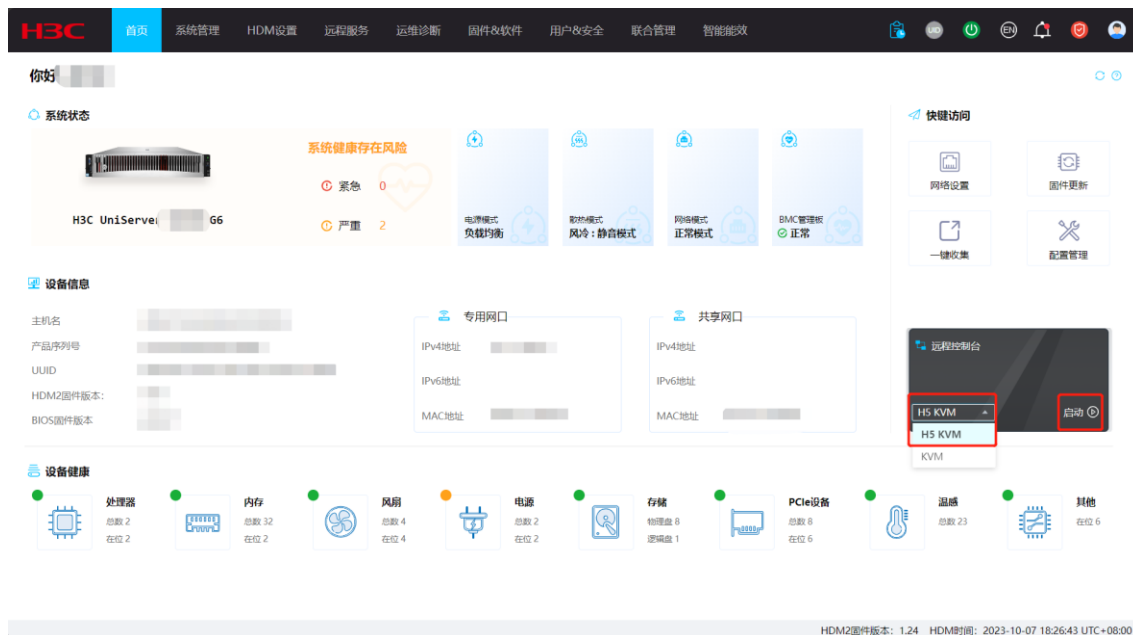 H3C 首页 系统管理 HDM设置 远程服务 运维诊断 固件&软件 用户&安全 联合管理 智能能效 UID EN
你好
系统状态
系统健康存在风险
紧急 0
严重 2
H3C UniServer G6
电源模式
负载均衡
散热模式
风冷:静音模式
网络模式
正常模式
BMC管理板
正常
快键访问
网络设置
固件更新
一键收集
配置管理
设备信息
主机名
产品序列号
UUID
HDM2固件版本:
BIOS固件版本
专用网口
IPv4地址
IPv6地址
MAC地址
共享网口
IPv4地址
IPv6地址
MAC地址
远程控制台
H5 KVM
启动
H5 KVM
KVM
设备健康
处理器
总数 2
在位 2
内存
总数 32
在位 2
风扇
总数 4
在位 4
电源
总数 2
在位 2
存储
物理盘 8
逻辑盘 1
PCIe设备
总数 8
在位 6
温感
总数 23
其他
在位 6
HDM2固件版本: 1.24 HDM时间: 2023-10-07 18:26:43 UTC+08:00